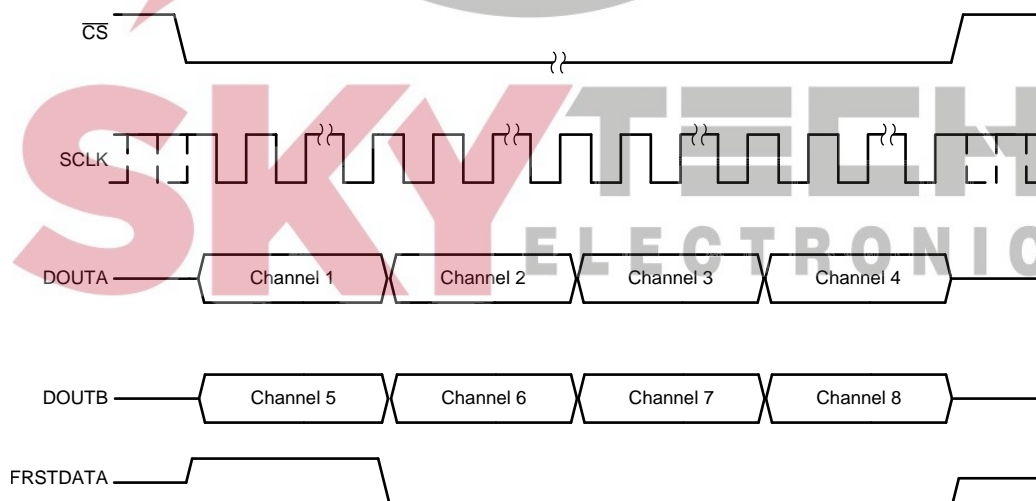 CS
SKYTECH
SCLK
ELECTRONIC
DOUTA
Channel 1
Channel 2
Channel 3
Channel 4
DOUTB
Channel 5
Channel 6
Channel 7
Channel 8
FRSTDATA